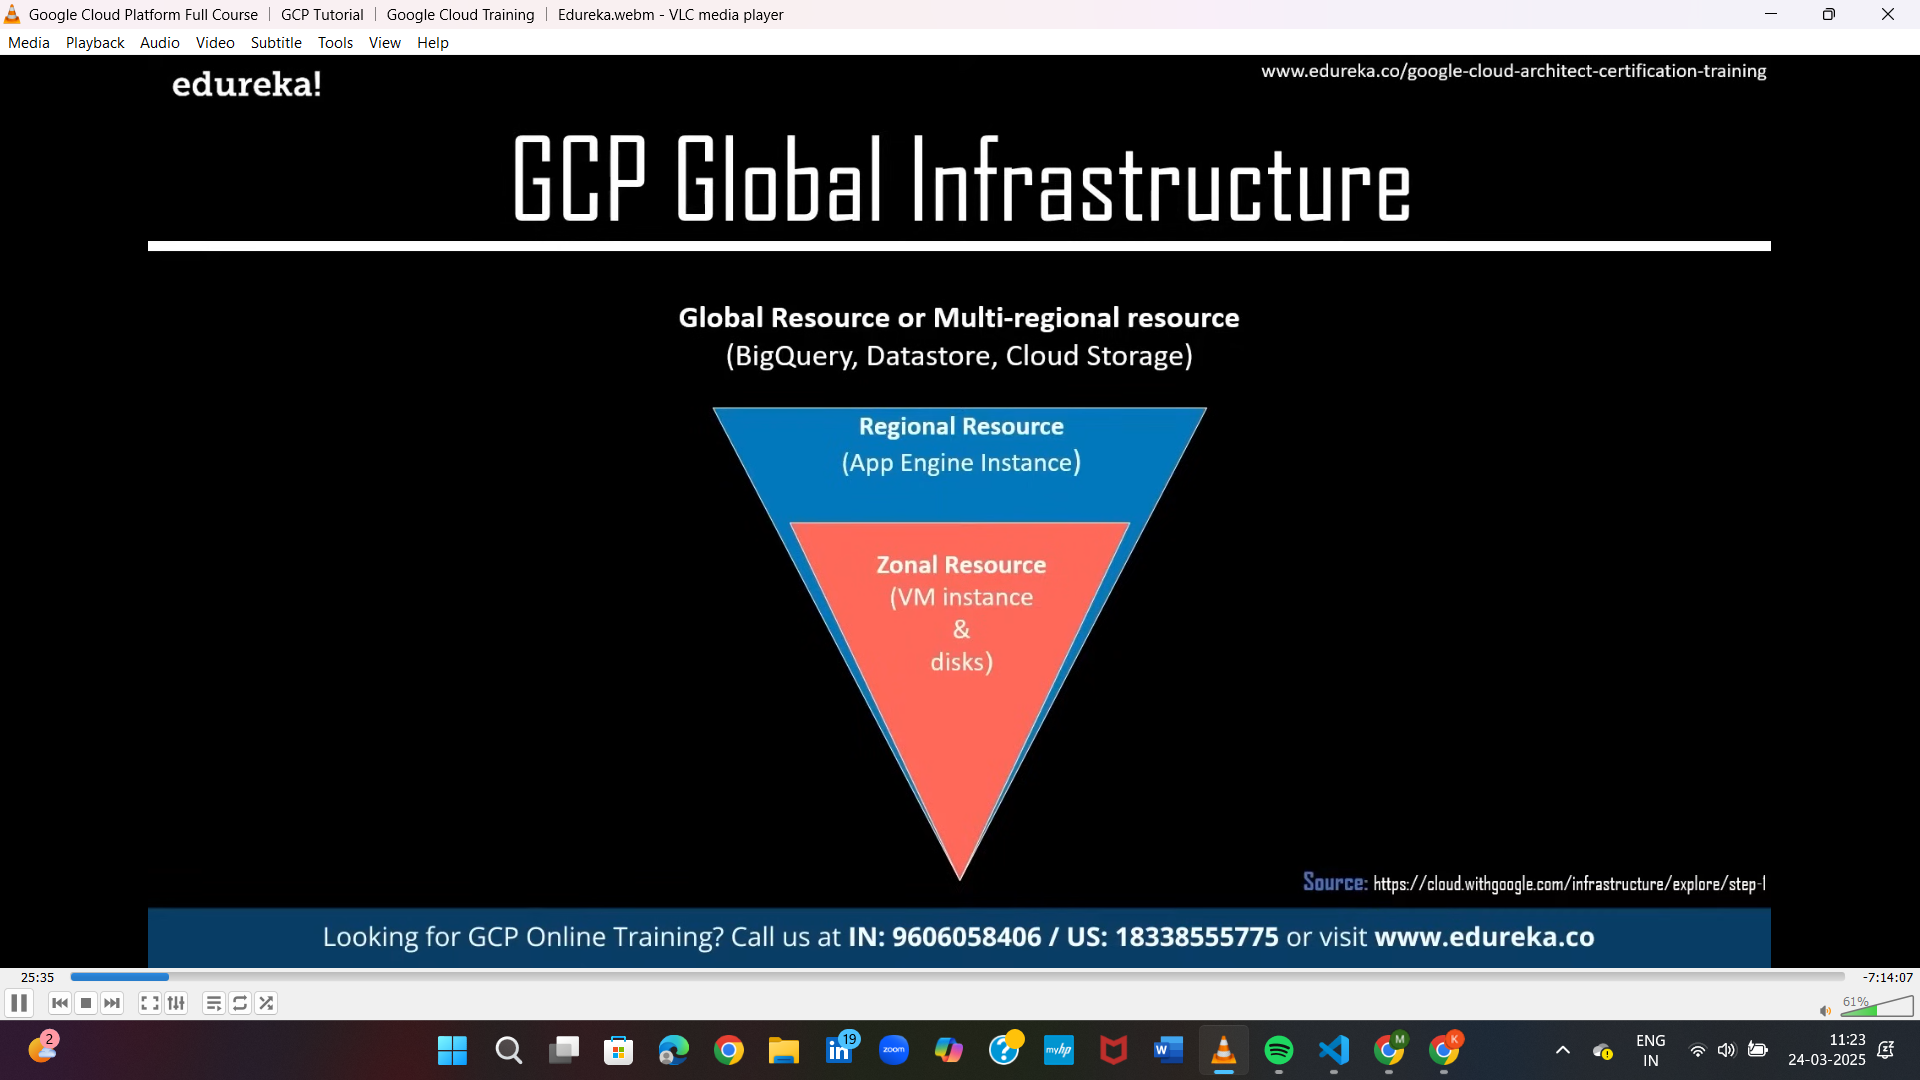 Google Cloud Platform Full Course | GCP Tutorial | Google Cloud Training | Edureka.webm - VLC media player
Media Playback Audio Video Subtitle Tools View Help
edureka!
www.edureka.co/google-cloud-architect-certification-training
GCP Global Infrastructure
Global Resource or Multi-regional resource
(BigQuery, Datastore, Cloud Storage)
Regional Resource
(App Engine Instance)
Zonal Resource
(VM instance
&
disks)
Source: https://cloud.withgoogle.com/infrastructure/explore/step-1
Looking for GCP Online Training? Call us at IN: 9606058406 / US: 18338555775 or visit www.edureka.co
25:35
-7:14:07
61%
2
19
zoom
myhp
W
M
K
ENG
IN
11:23
24-03-2025